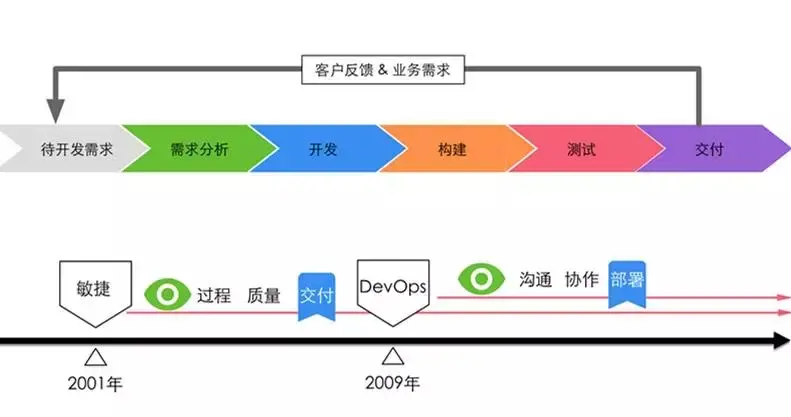 客户反馈 & 业务需求
待开发需求 需求分析 开发 构建 测试 交付
敏捷 过程 质量 交付 DevOps 沟通 协作 部署
2001年 2009年